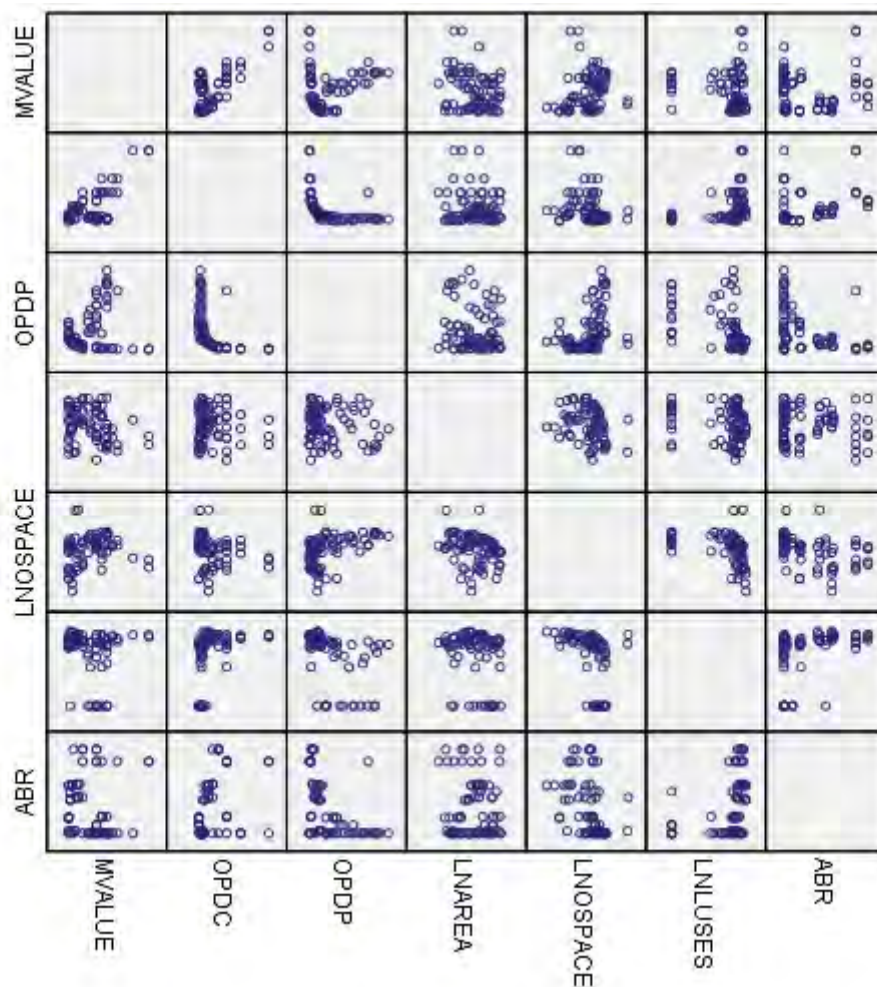 MVALUE
OPDP
LNOSPACE
ABR
MVALUE
OPDC
OPDP
LNAREA
LNOSPACE
LNLUSES
ABR